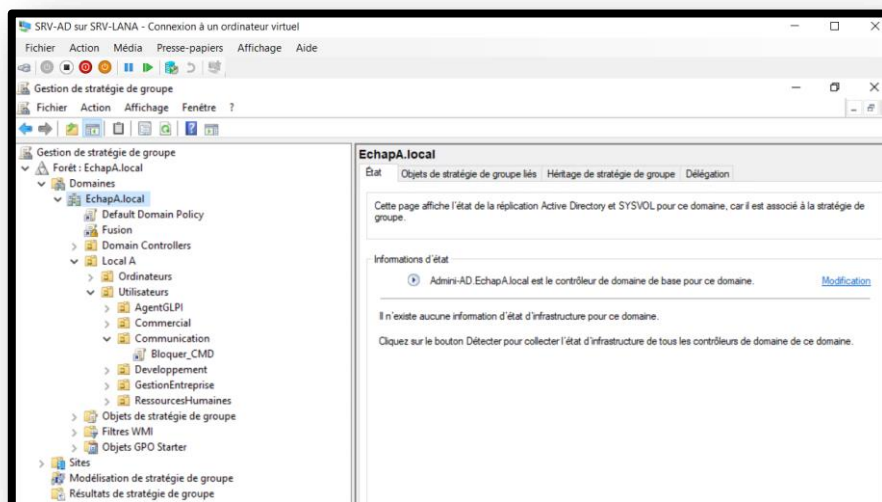 SRV-AD sur SRV-LANA - Connexion à un ordinateur virtuel
Fichier Action Média Presse-papiers Affichage Aide
Gestion de stratégie de groupe
Fichier Action Affichage Fenêtre ?
Gestion de stratégie de groupe
Forêt : EchapA.local
Domaines
EchapA.local
Default Domain Policy
Fusion
Domain Controllers
Local A
Ordinateurs
Utilisateurs
AgentGLPI
Commercial
Communication
Bloquer_CMD
Developpement
GestionEntreprise
RessourcesHumaines
Objets de stratégie de groupe
Filtres WMI
Objets GPO Starter
Sites
Modélisation de stratégie de groupe
Résultats de stratégie de groupe
EchapA.local
État Objets de stratégie de groupe liés Héritage de stratégie de groupe Délégation
Cette page affiche l'état de la réplication Active Directory et SYSVOL pour ce domaine, car il est associé à la stratégie de
groupe.
Informations d'état
Admini-AD.EchapA.local est le contrôleur de domaine de base pour ce domaine. Modification
Il n'existe aucune information d'état d'infrastructure pour ce domaine.
Cliquez sur le bouton Détecter pour collecter l'état d'infrastructure de tous les contrôleurs de domaine de ce domaine.